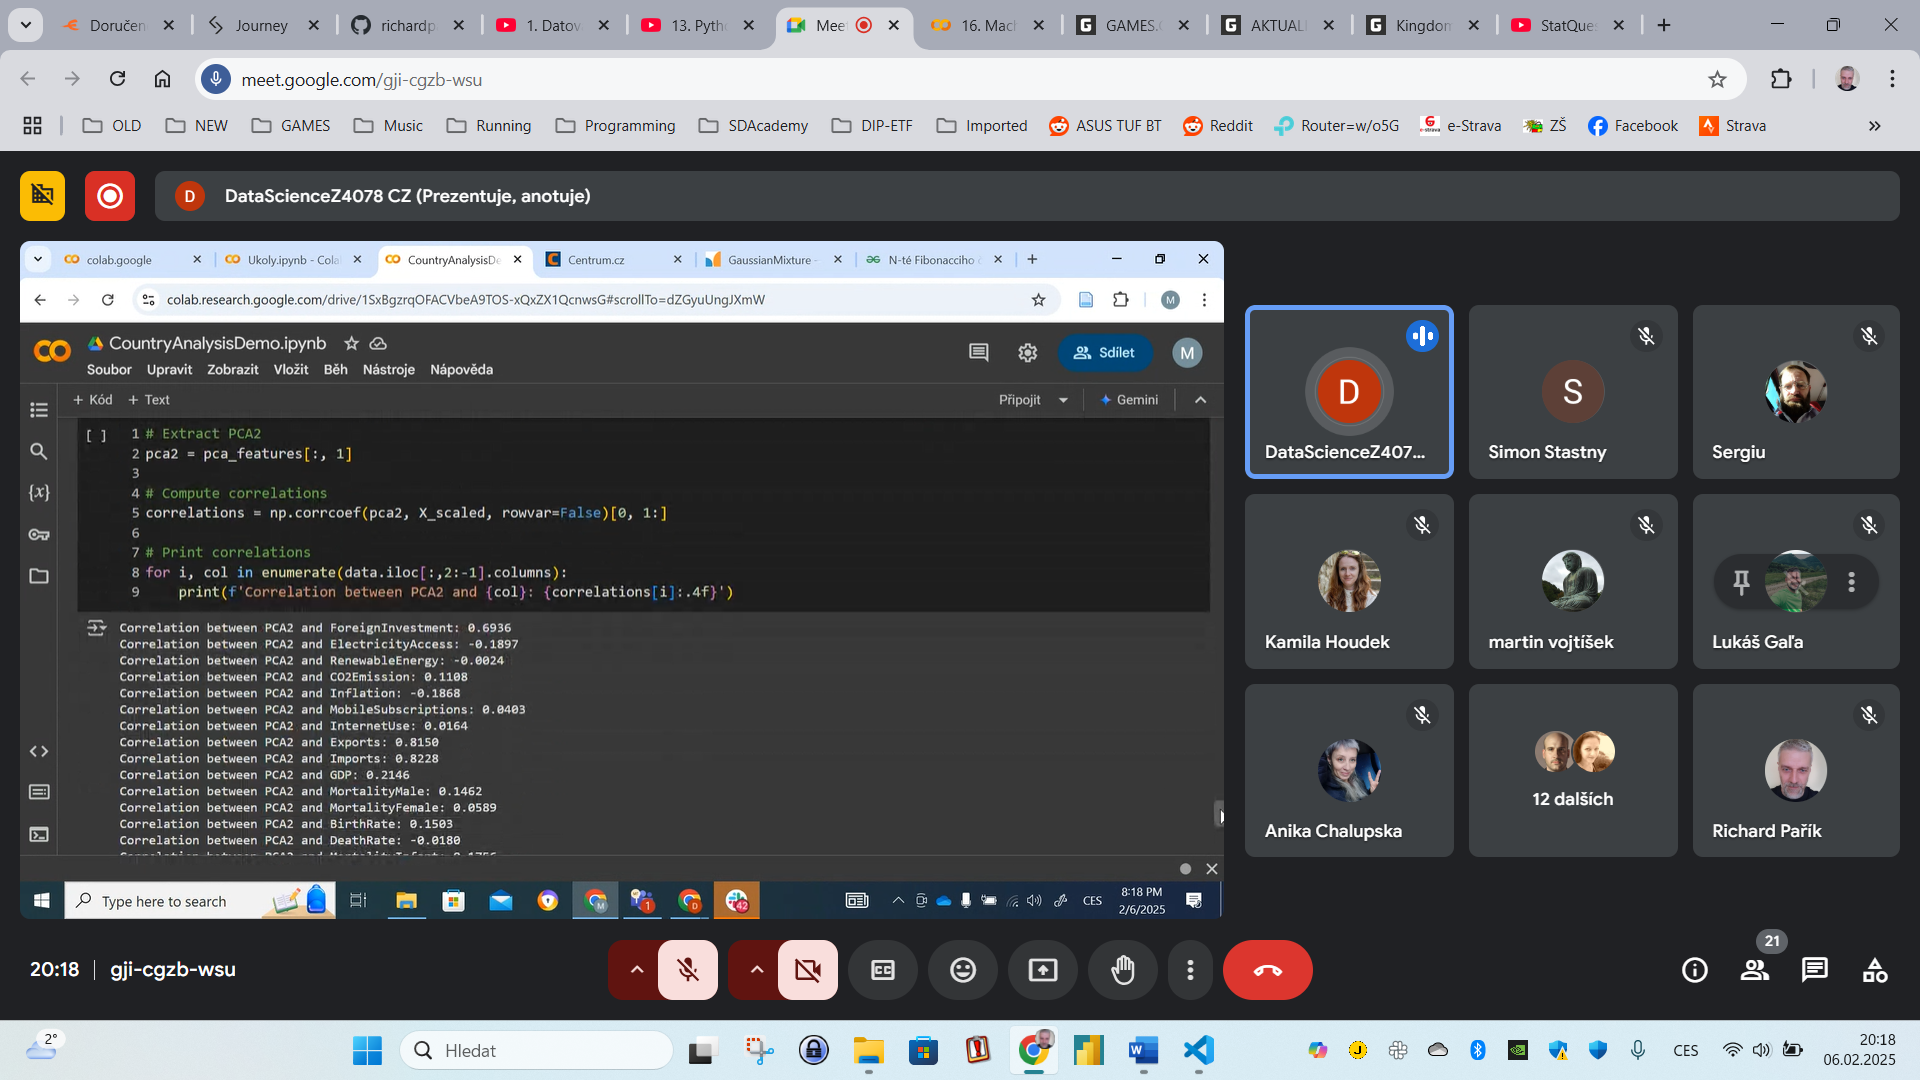 Doručen
Journey
richardp
1. Datov
13. Pyth
Meet
16. Mach
GAMES.
AKTUAL
Kingdom
StatQues
meet.google.com/gji-cgzb-wsu
OLD
NEW
GAMES
Music
Running
Programming
SDAcademy
DIP-ETF
Imported
ASUS TUF BT
Reddit
Router=w/o5G
e-Strava
ZŠ
Facebook
Strava
D
DataScienceZ4078 CZ (Prezentuje, anotuje)
colab.google
Ukoly.ipynb - Cola
CountryAnalysisDe
Centrum.cz
GaussianMixture -
N-té Fibonacciho
colab.research.google.com/drive/1SxBgzrqOFACVbeA9TOS-xQxZX1QcnwsG#scrollTo=dZGyuUngJXmW
M
CountryAnalysisDemo.ipynb
Sdílet
M
Soubor Upravit Zobrazit Vložit Běh Nástroje Nápověda
+ Kód + Text
Připojit
Gemini
[ ]
1 # Extract PCA2
2 pca2 = pca_features[:, 1]
3
4 # Compute correlations
5 correlations = np.corrcoef(pca2, X_scaled, rowvar=False)[0, 1:]
6
7 # Print correlations
8 for i, col in enumerate(data.iloc[:,2:-1].columns):
9 print(f'Correlation between PCA2 and {col}: {correlations[i]:.4f}')
Correlation between PCA2 and ForeignInvestment: 0.6936
Correlation between PCA2 and ElectricityAccess: -0.1897
Correlation between PCA2 and RenewableEnergy: -0.0024
Correlation between PCA2 and CO2Emission: 0.1108
Correlation between PCA2 and Inflation: -0.1868
Correlation between PCA2 and MobileSubscriptions: 0.0403
Correlation between PCA2 and InternetUse: 0.0164
Correlation between PCA2 and Exports: 0.8150
Correlation between PCA2 and Imports: 0.8228
Correlation between PCA2 and GDP: 0.2146
Correlation between PCA2 and MortalityMale: 0.1462
Correlation between PCA2 and MortalityFemale: 0.0589
Correlation between PCA2 and BirthRate: 0.1503
Correlation between PCA2 and DeathRate: -0.0180
Type here to search
CES
8:18 PM
2/6/2025
D
DataScienceZ407...
S
Simon Stastny
Sergiu
Kamila Houdek
martin vojtíšek
Lukáš Gaľa
Anika Chalupska
12 dalších
Richard Pařík
20:18
gji-cgzb-wsu
21
2°
Hledat
CES
20:18
06.02.2025